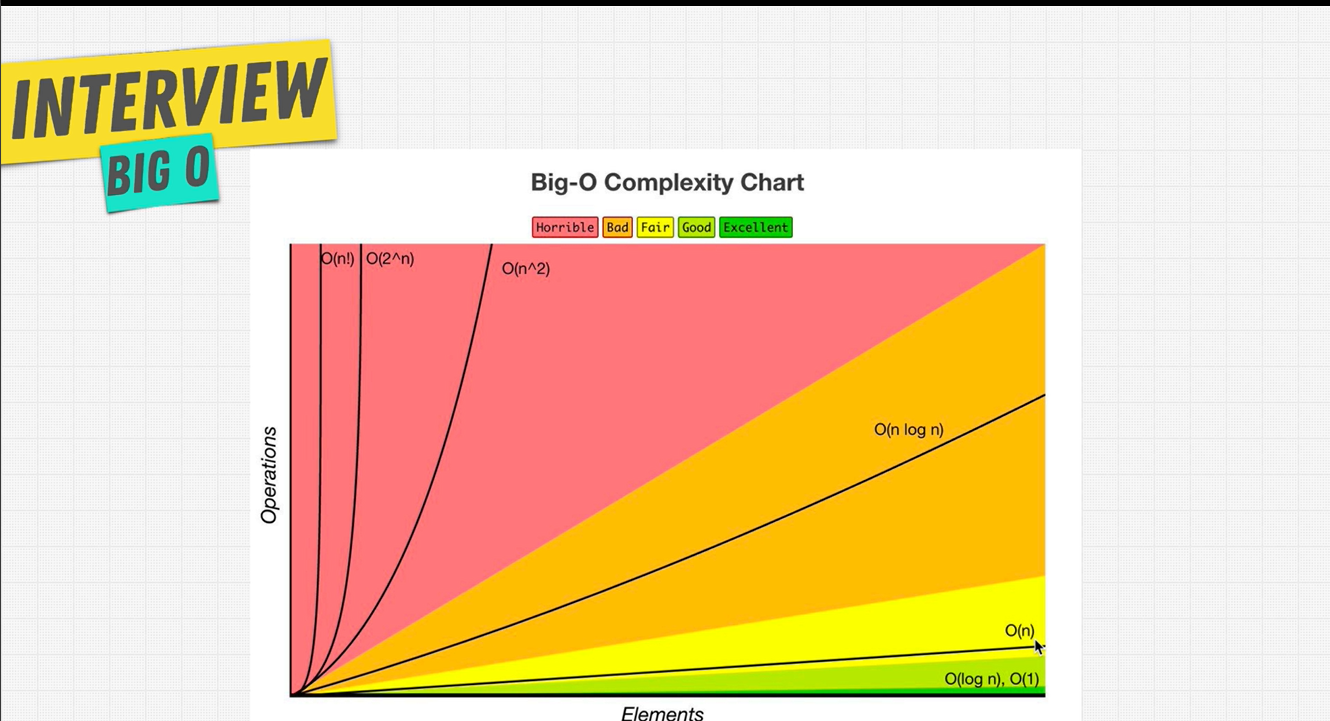 INTERVIEW
BIG O
Big-O Complexity Chart
Horrible Bad Fair Good Excellent
O(n!) O(2^n) O(n^2)
O(n log n)
Operations
O(n)
O(log n), O(1)
Elements